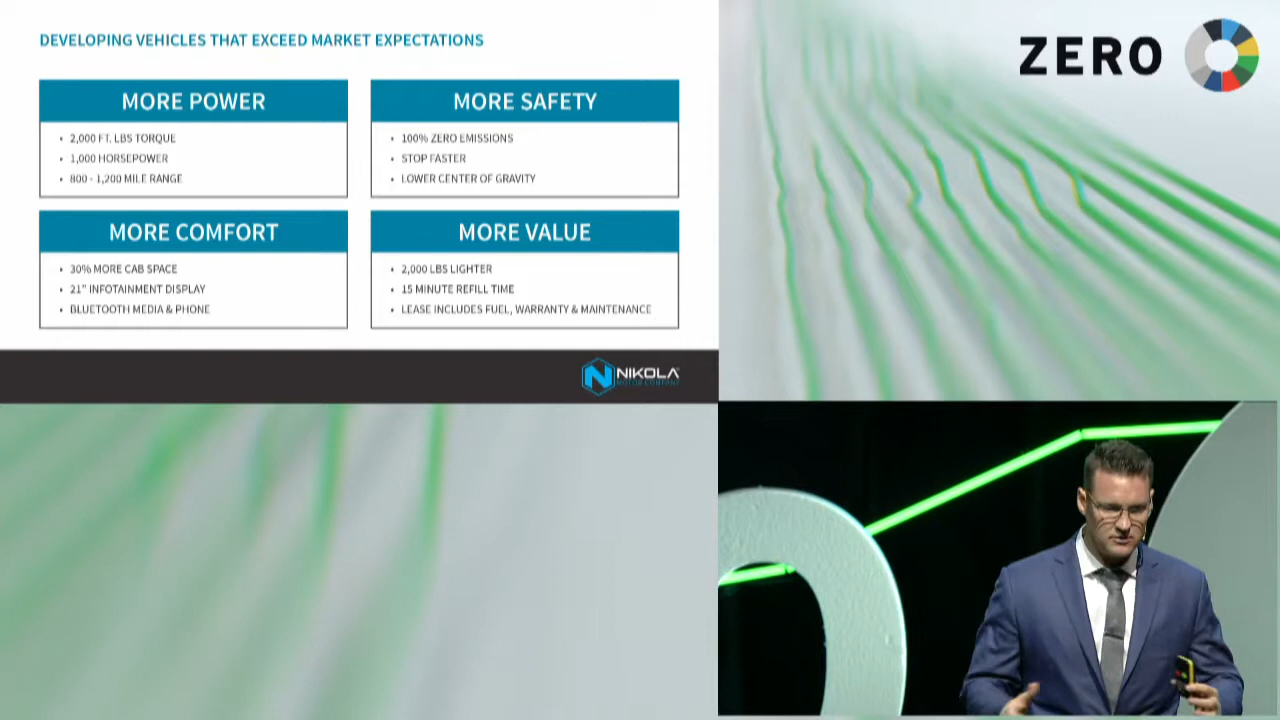 DEVELOPING VEHICLES THAT EXCEED MARKET EXPECTATIONS
MORE POWER
• 2,000 FT. LBS TORQUE
• 1,000 HORSEPOWER
• 800 - 1,200 MILE RANGE
MORE SAFETY
• 100% ZERO EMISSIONS
• STOP FASTER
• LOWER CENTER OF GRAVITY
MORE COMFORT
• 30% MORE CAB SPACE
• 21" INFOTAINMENT DISPLAY
• BLUETOOTH MEDIA & PHONE
MORE VALUE
• 2,000 LBS LIGHTER
• 15 MINUTE REFILL TIME
• LEASE INCLUDES FUEL, WARRANTY & MAINTENANCE
NIKOLA
MOTOR COMPANY
ZERO